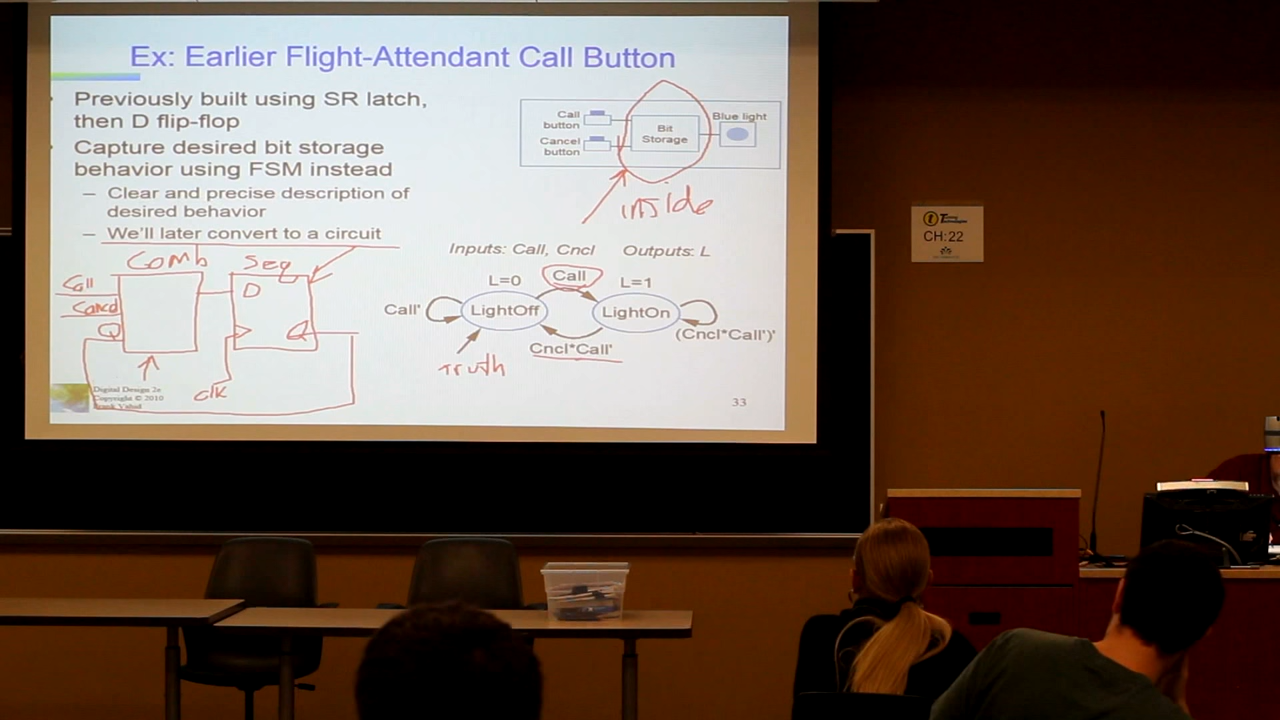 Ex: Earlier Flight-Attendant Call Button
• Previously built using SR latch,
then D flip-flop
• Capture desired bit storage
behavior using FSM instead
– Clear and precise description of
desired behavior
– We'll later convert to a circuit
Call
button
Cancel
button
Bit
Storage
Blue light
inside
Inputs: Call, Cncl Outputs: L
Comb
Seq
Call
Cancel
Q
D
Q
clk
L=0
Call
L=1
Call'
LightOff
LightOn
Cncl*Call'
(Cncl*Call')'
Truth
Digital Design 2e
Copyright © 2010
Frank Vahid
33
CH:22